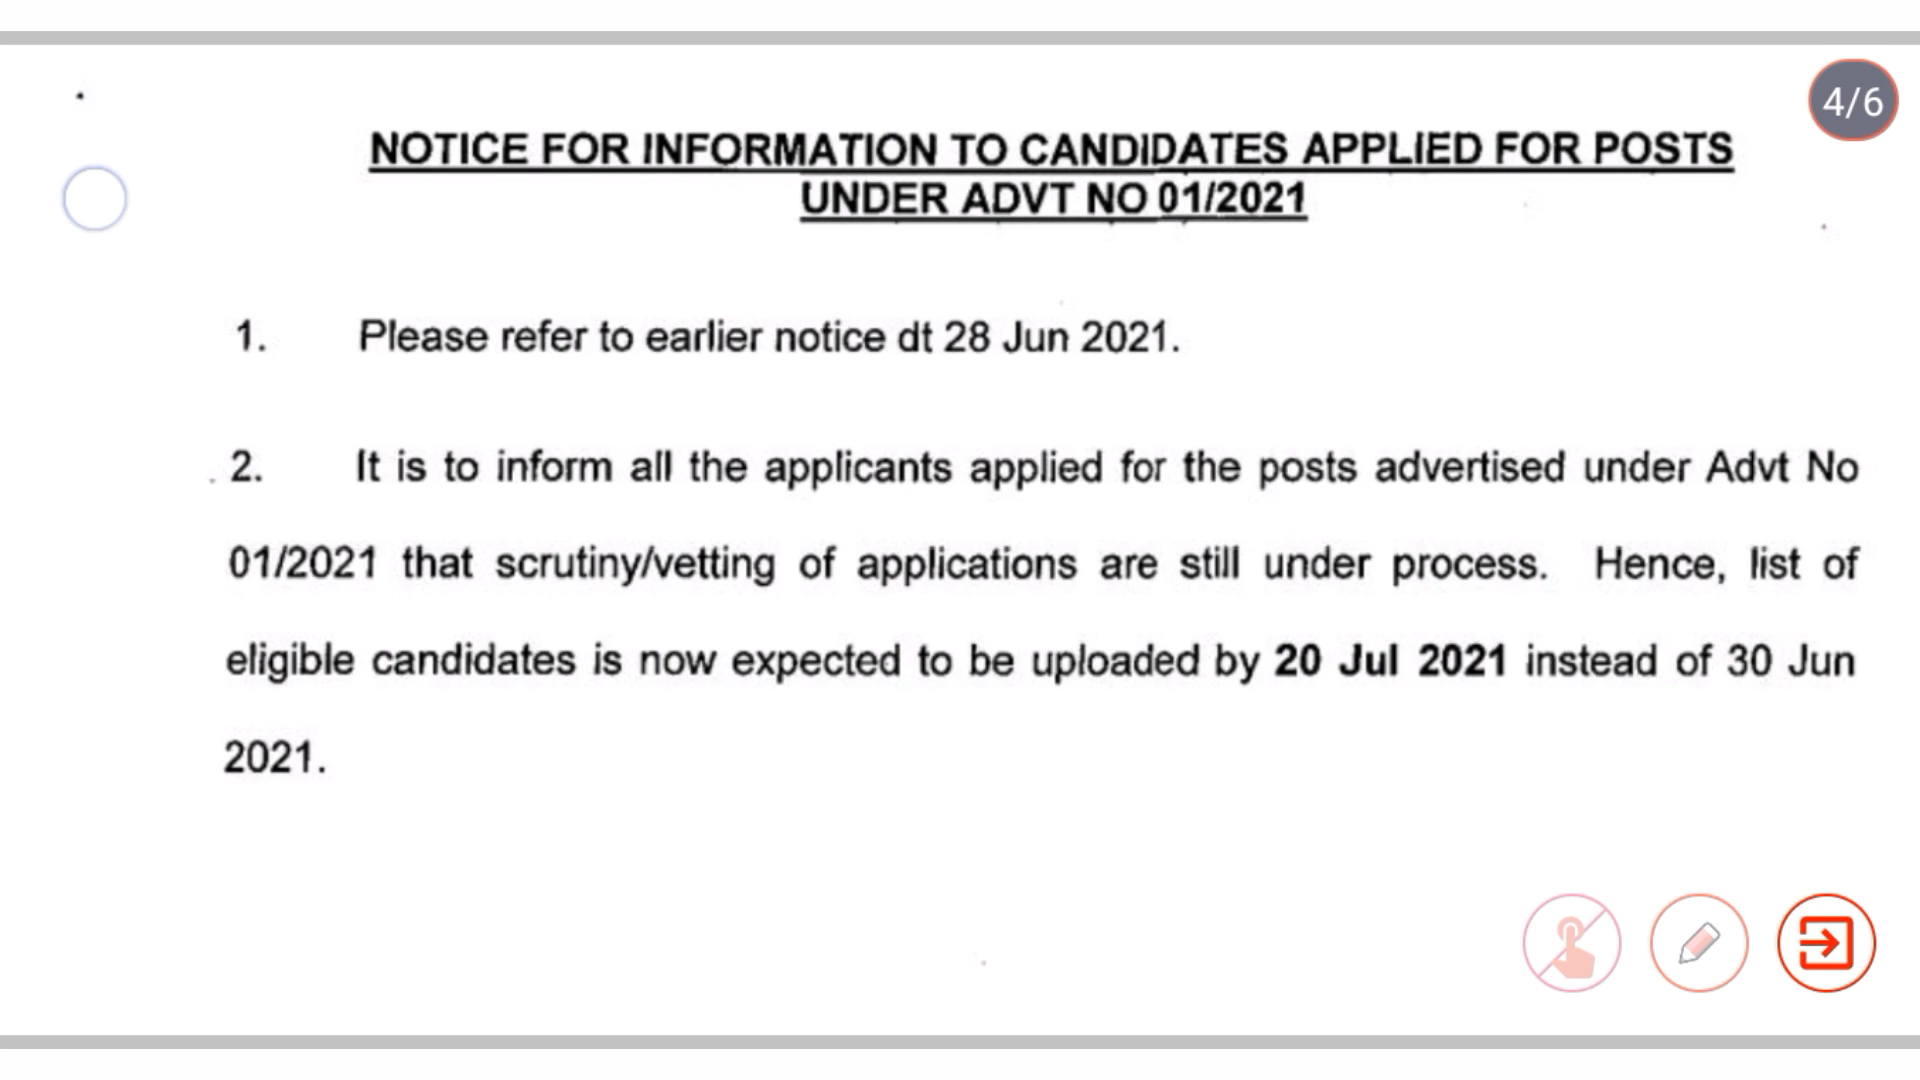 4/6
NOTICE FOR INFORMATION TO CANDIDATES APPLIED FOR POSTS
UNDER ADVT NO 01/2021
1. Please refer to earlier notice dt 28 Jun 2021.
2. It is to inform all the applicants applied for the posts advertised under Advt No
01/2021 that scrutiny/vetting of applications are still under process. Hence, list of
eligible candidates is now expected to be uploaded by 20 Jul 2021 instead of 30 Jun
2021.